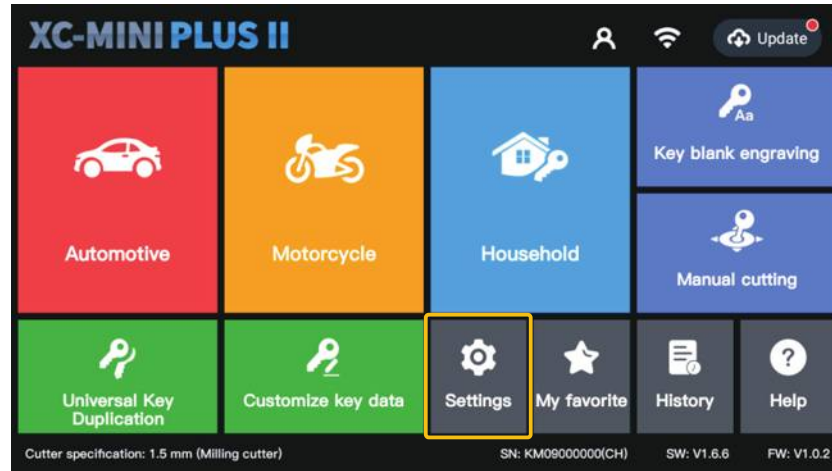 XC-MINI PLUS II
Update
Automotive
Motorcycle
Household
Aa
Key blank engraving
Manual cutting
Universal Key
Duplication
Customize key data
Settings
My favorite
History
?
Help
Cutter specification: 1.5 mm (Milling cutter)
SN: KM09000000(CH)
SW: V1.6.6
FW: V1.0.2